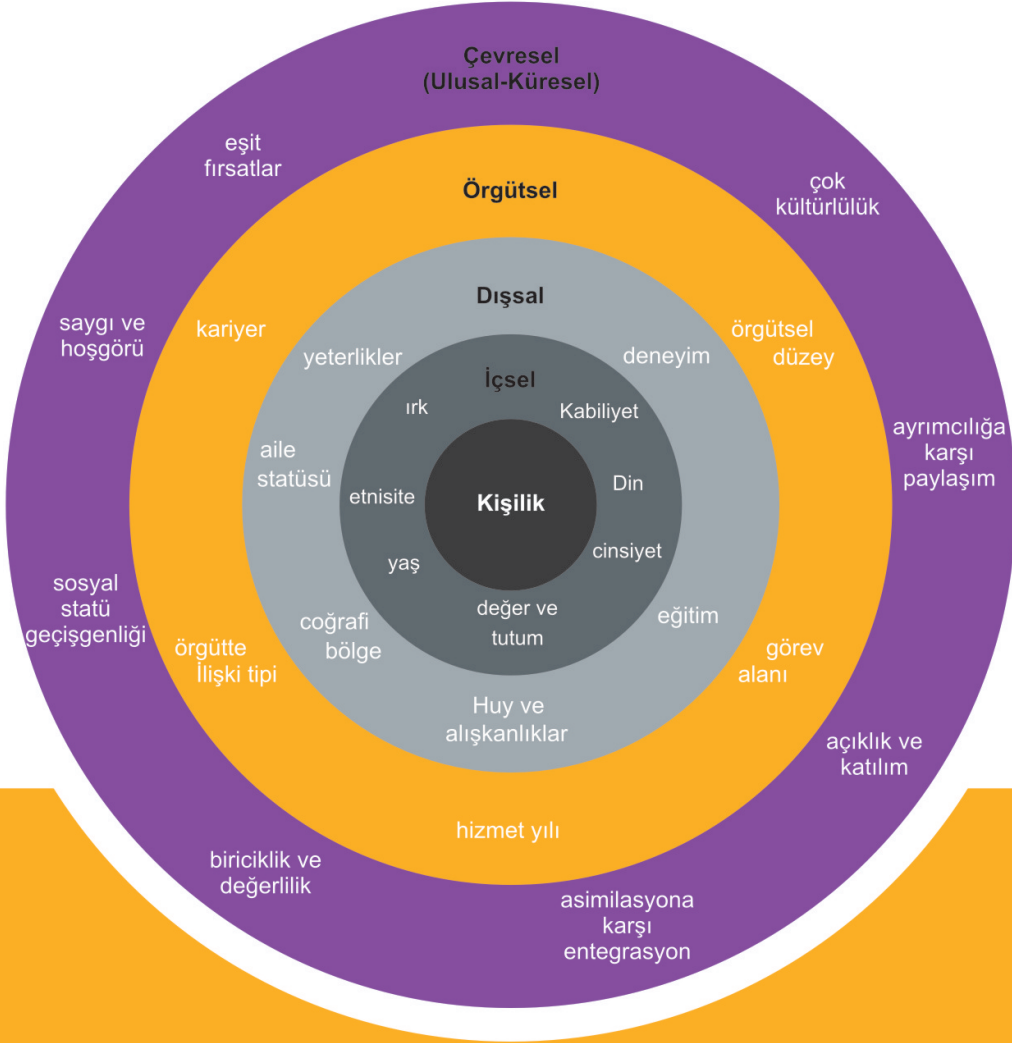 Çevresel
(Ulusal-Küresel)
eşit
fırsatlar
çok
kültürlülük
saygı ve
hoşgörü
ayrımcılığa
karşı
paylaşım
sosyal
statü
geçişgenliği
açıklık ve
katılım
biriciklik ve
değerlilik
asimilasyona
karşı
entegrasyon
Örgütsel
kariyer
örgütsel
düzey
örgütte
İlişki tipi
görev
alanı
hizmet yılı
Dışsal
yeterlikler
deneyim
aile
statüsü
coğrafi
bölge
eğitim
Huy ve
alışkanlıklar
İçsel
ırk
Kabiliyet
etnisite
Din
yaş
cinsiyet
değer ve
tutum
Kişilik